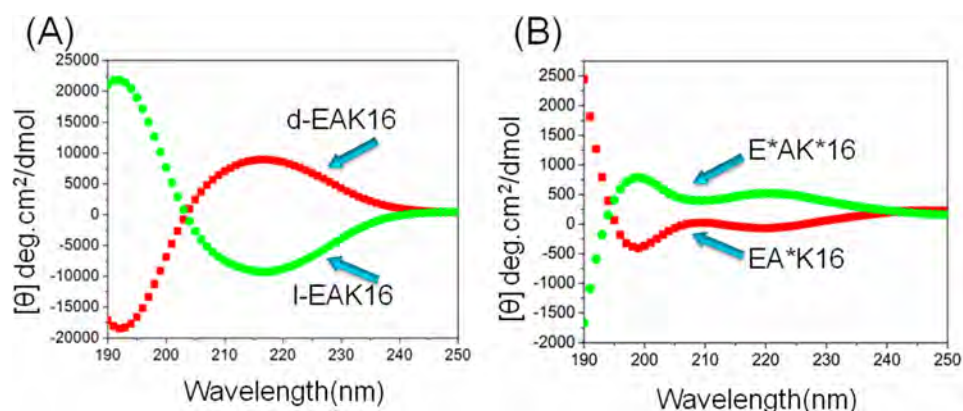 (A)
[θ] deg.cm²/dmol
25000
20000
15000
10000
5000
0
-5000
-10000
-15000
-20000
d-EAK16
l-EAK16
190 200 210 220 230 240 250
Wavelength(nm)
(B)
[θ] deg.cm²/dmol
2500
2000
1500
1000
500
0
-500
-1000
-1500
-2000
E*AK*16
EA*K16
190 200 210 220 230 240 250
Wavelength(nm)